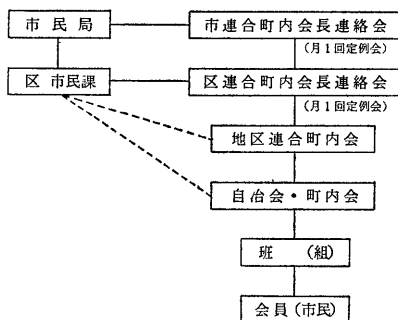 市民局 市連合町内会長連絡会
(月1回定例会)
区 市民課 区連合町内会長連絡会
(月1回定例会)
地区連合町内会
自治会・町内会
班 (組)
会員(市民)